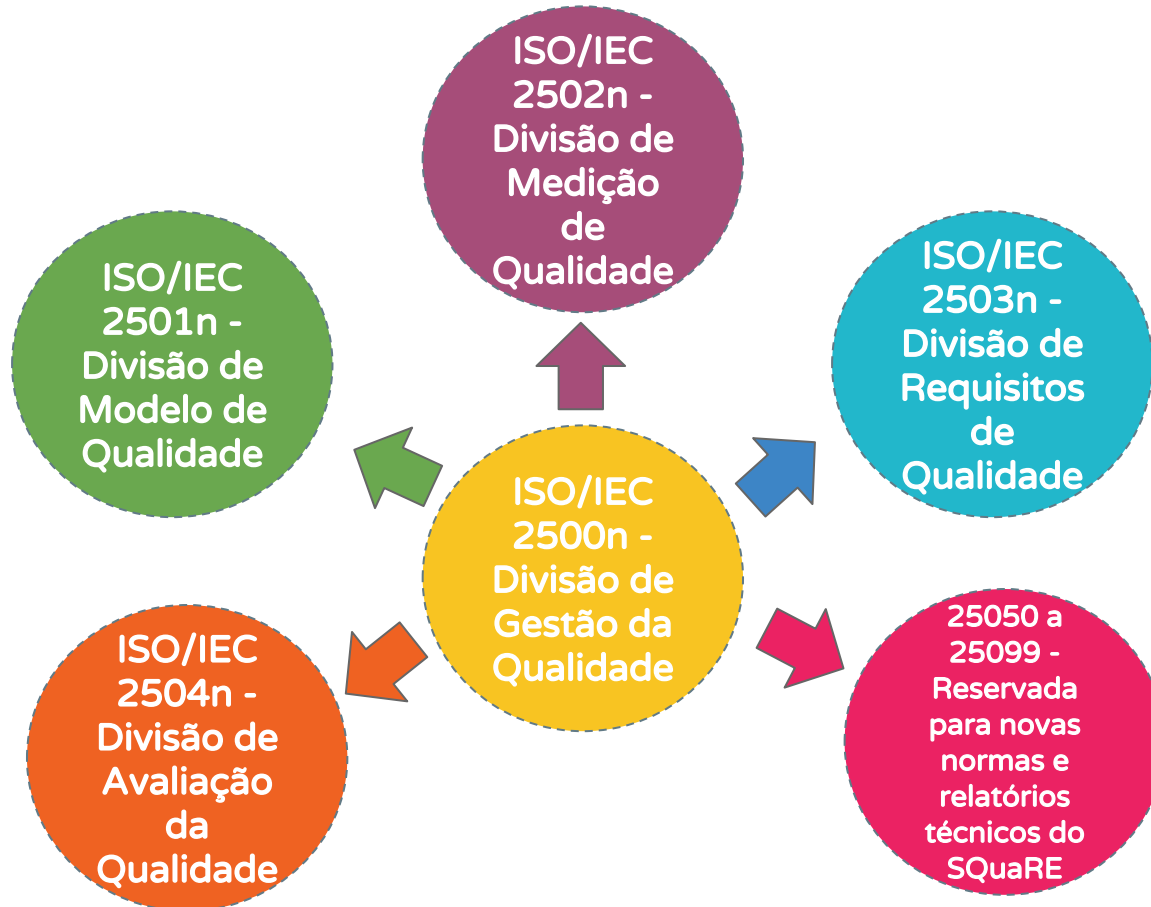 ISO/IEC
2502n -
Divisão de
Medição
de
Qualidade
ISO/IEC
2501n -
Divisão de
Modelo de
Qualidade
ISO/IEC
2503n -
Divisão de
Requisitos
de
Qualidade
ISO/IEC
2500n -
Divisão de
Gestão da
Qualidade
ISO/IEC
2504n -
Divisão de
Avaliação
da
Qualidade
25050 a
25099 -
Reservada
para novas
normas e
relatórios
técnicos do
SQuaRE